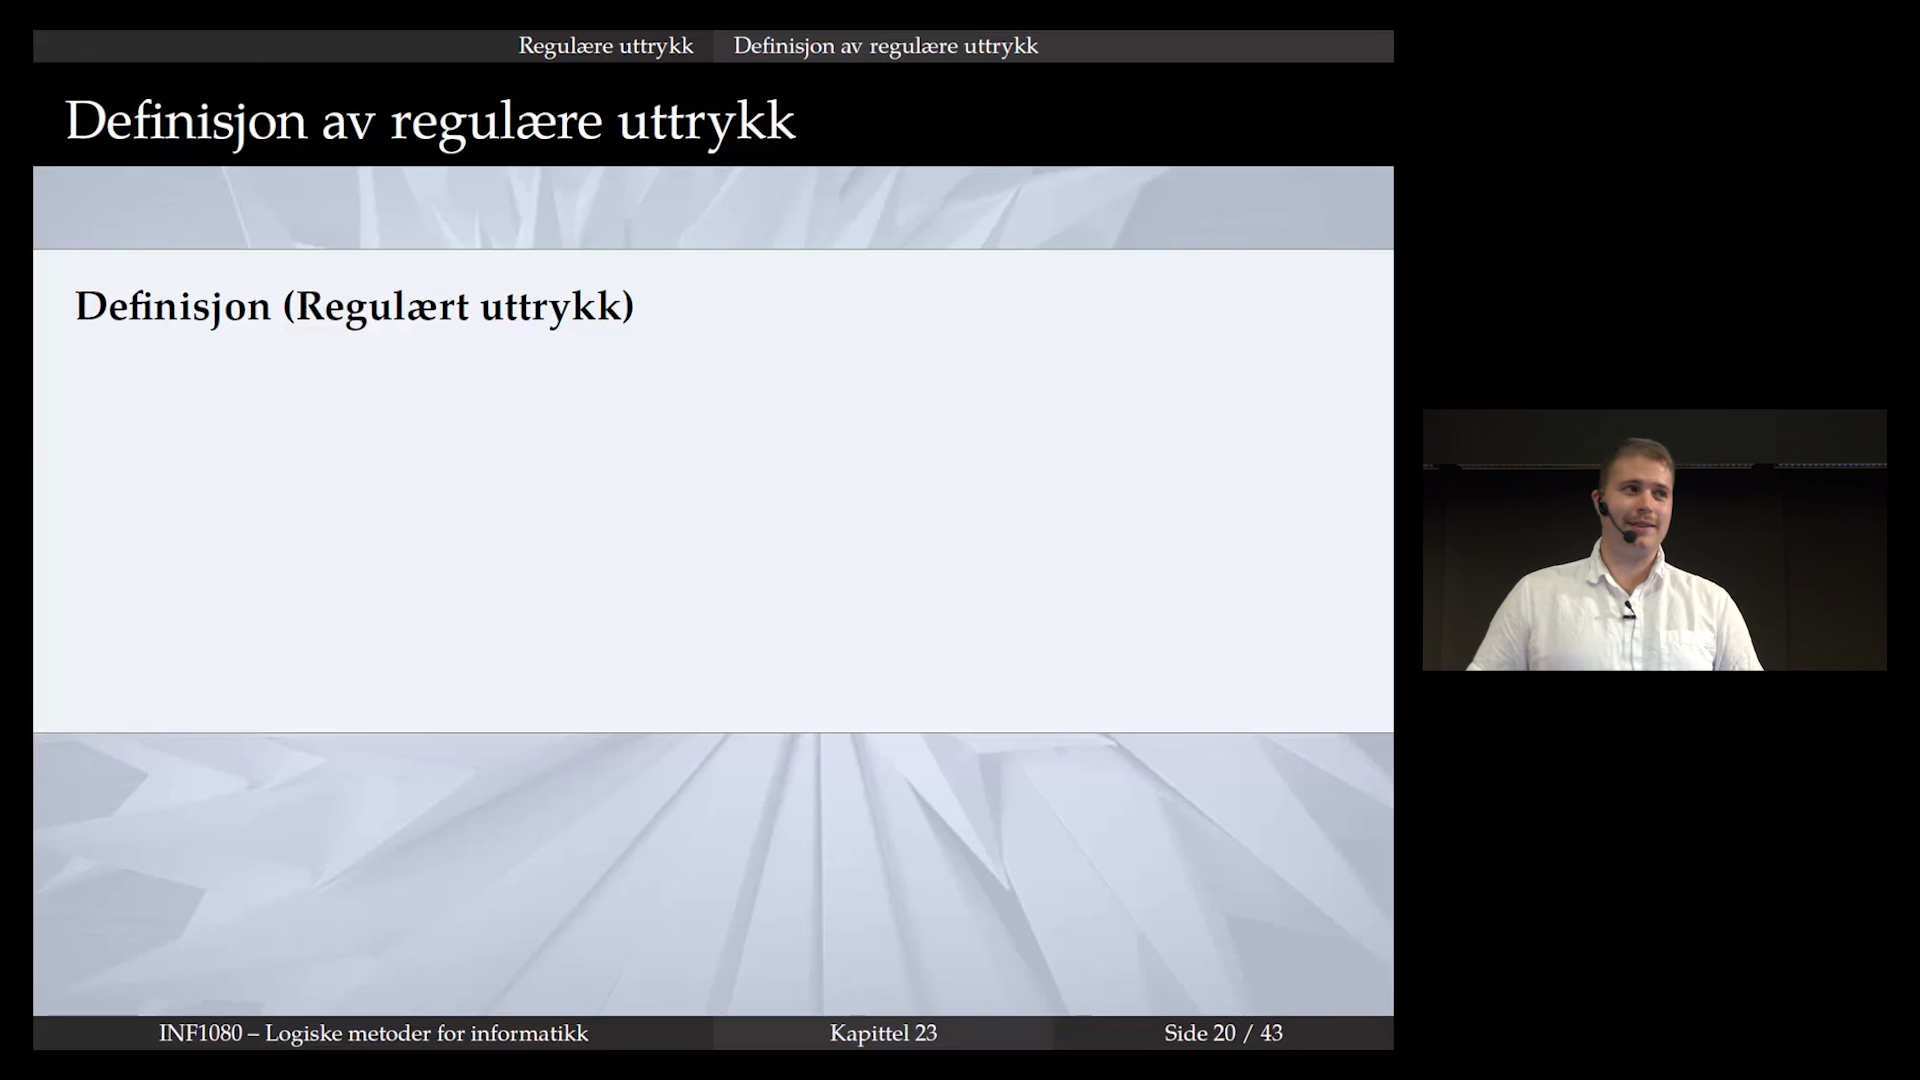 Regulære uttrykk Definisjon av regulære uttrykk
Definisjon av regulære uttrykk
Definisjon (Regulært uttrykk)
INF1080 – Logiske metoder for informatikk Kapittel 23 Side 20 / 43